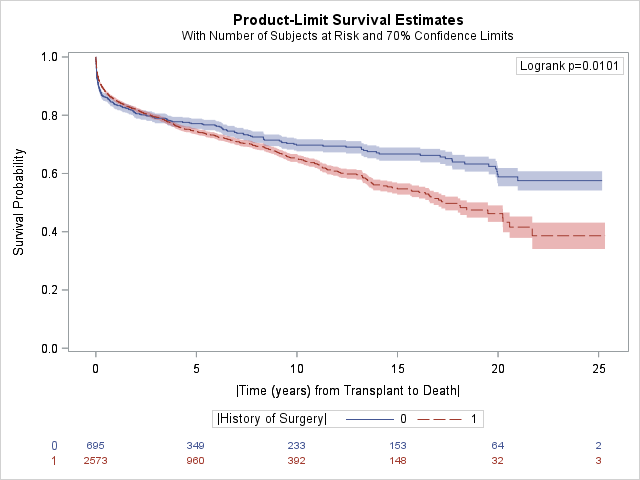 Product-Limit Survival Estimates
With Number of Subjects at Risk and 70% Confidence Limits
Logrank p=0.0101
1.0
0.8
0.6
0.4
0.2
0.0
Survival Probability
0 5 10 15 20 25
|Time (years) from Transplant to Death|
|History of Surgery| 0 1
0 695 349 233 153 64 2
1 2573 960 392 148 32 3